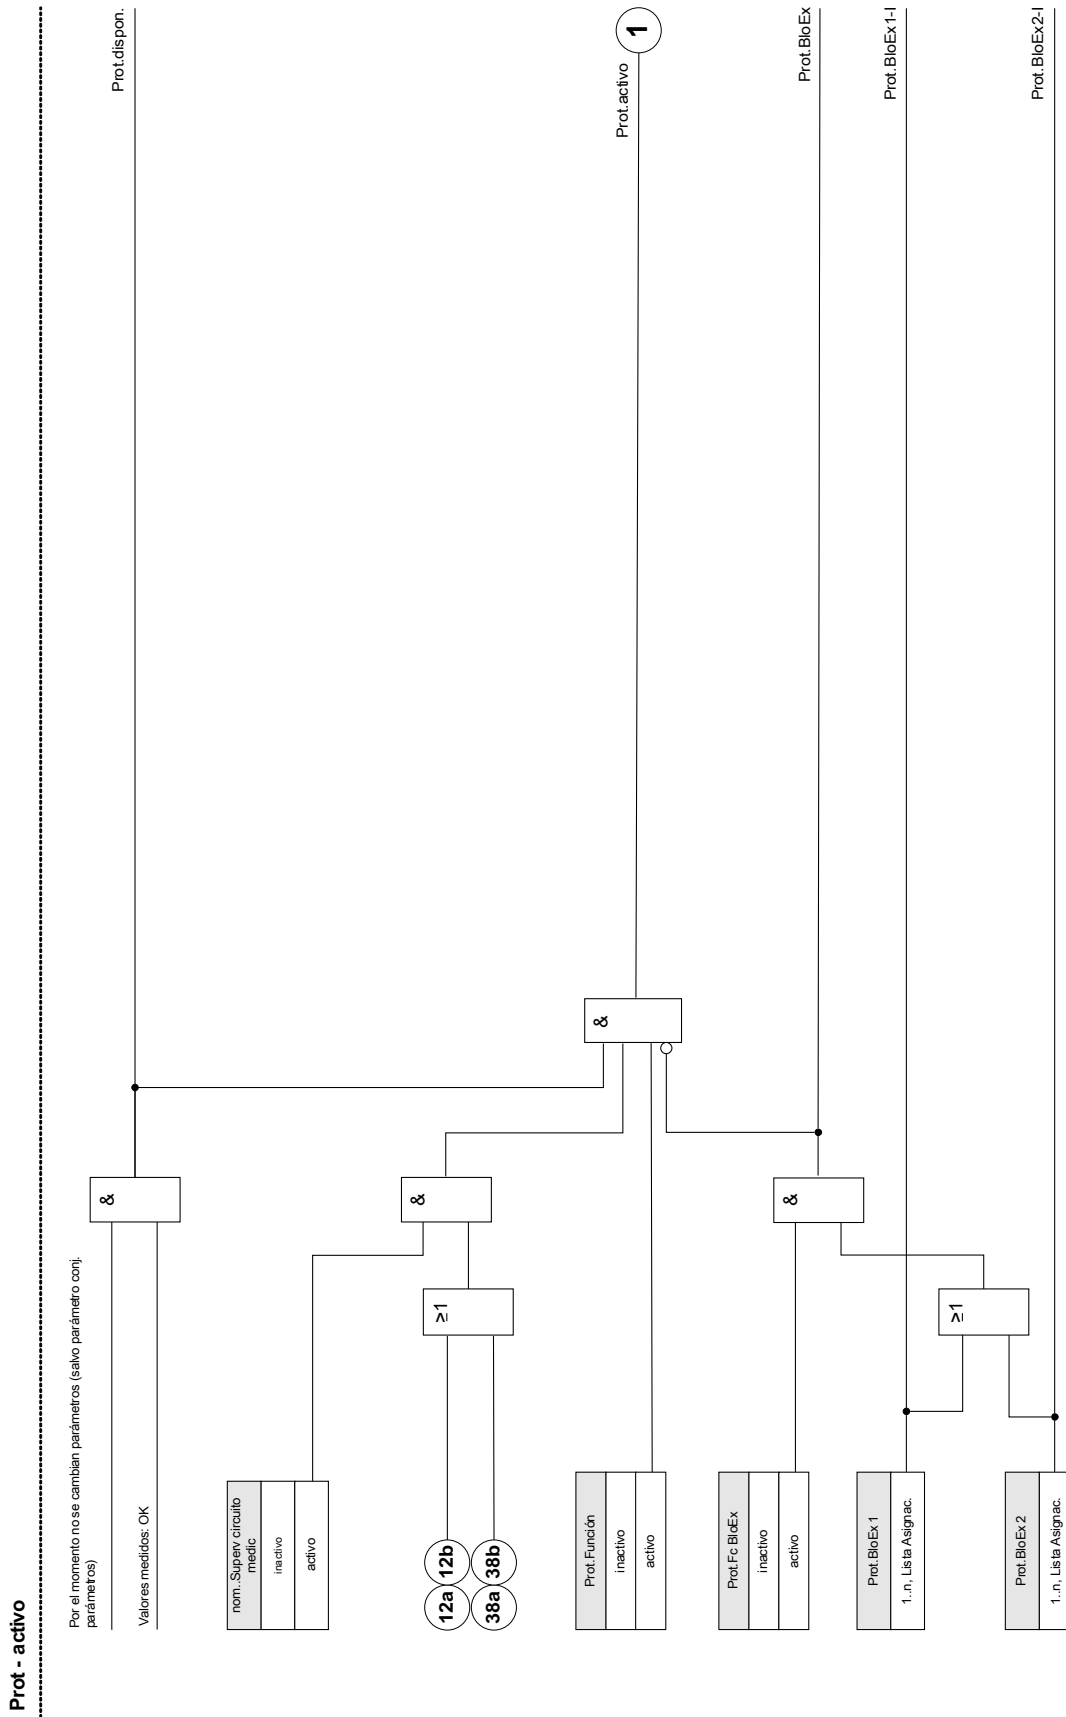 Prot - activo
Por el momento no se cambian parámetros (salvo parámetro conj.
parámetros)
Valores medidos: OK
&
Prot.dispon.
nom..Superv circuito
medic
inactivo
activo
&
12a
12b
38a
38b
≥1
Prot.Función
inactivo
activo
&
Prot.activo
1
Prot.Fc BloEx
inactivo
activo
&
Prot.BloEx
Prot.BloEx 1
1..n, Lista Asignac.
Prot.BloEx1-I
≥1
Prot.BloEx 2
1..n, Lista Asignac.
Prot.BloEx2-I